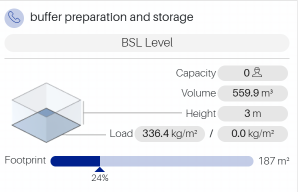 buffer preparation and storage
BSL Level
Capacity 0
Volume 559.9 m³
Height 3 m
Load 336.4 kg/m² / 0.0 kg/m²
Footprint 187 m²
24%